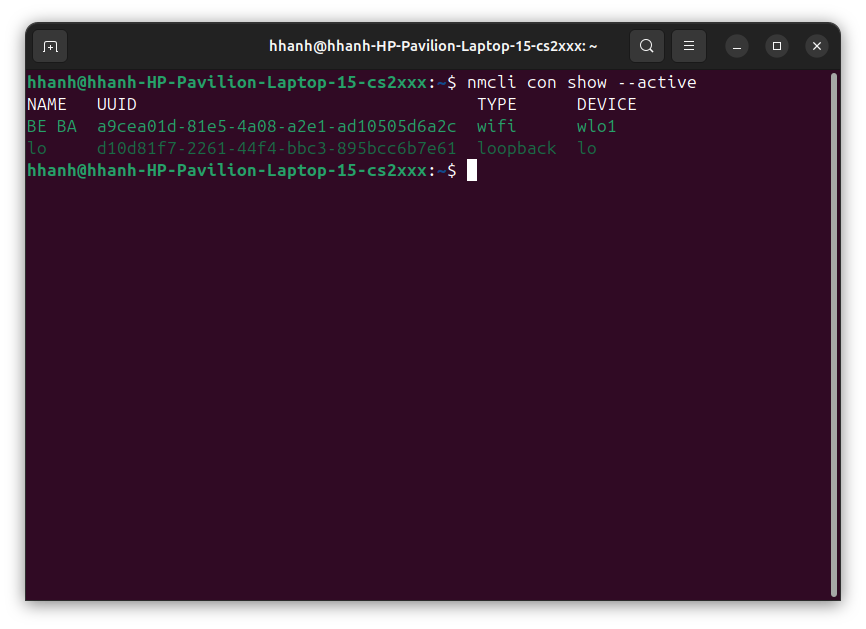 hhanh@hhanh-HP-Pavilion-Laptop-15-cs2xxx: ~
hhanh@hhanh-HP-Pavilion-Laptop-15-cs2xxx:~$ nmcli con show --active
NAME   UUID                                  TYPE      DEVICE
BE BA  a9cea01d-81e5-4a08-a2e1-ad10505d6a2c  wifi      wlo1
lo     d10d81f7-2261-44f4-bbc3-895bcc6b7e61  loopback  lo
hhanh@hhanh-HP-Pavilion-Laptop-15-cs2xxx:~$